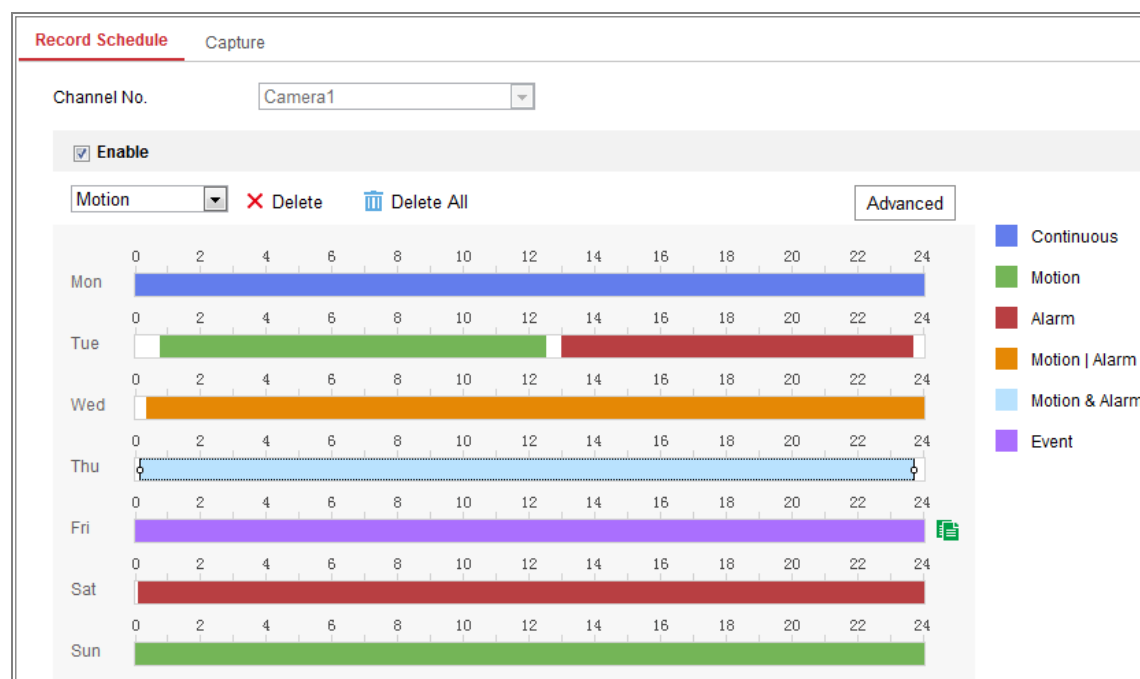 Record Schedule Capture
Channel No. Camera1
Enable
Motion Delete Delete All Advanced
Continuous
0 2 4 6 8 10 12 14 16 18 20 22 24
Mon
Motion
0 2 4 6 8 10 12 14 16 18 20 22 24
Alarm
Tue
Motion | Alarm
0 2 4 6 8 10 12 14 16 18 20 22 24
Wed
Motion & Alarm
0 2 4 6 8 10 12 14 16 18 20 22 24
Event
Thu
0 2 4 6 8 10 12 14 16 18 20 22 24
Fri
0 2 4 6 8 10 12 14 16 18 20 22 24
Sat
0 2 4 6 8 10 12 14 16 18 20 22 24
Sun